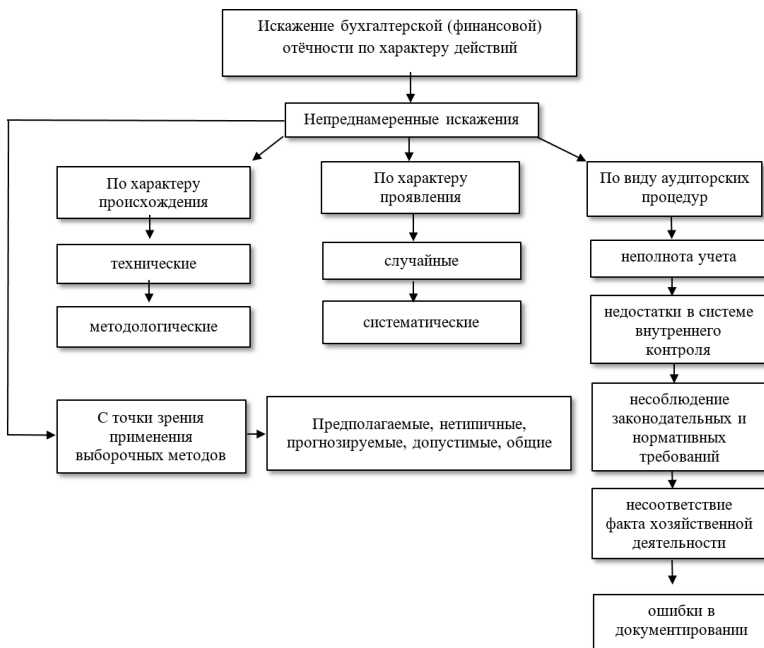 Искажение бухгалтерской (финансовой)
отёчности по характеру действий
Непреднамеренные искажения
По характеру
происхождения
технические
методологические
По характеру
проявления
случайные
систематические
По виду аудиторских
процедур
неполнота учета
недостатки в системе
внутреннего
контроля
несоблюдение
законодательных и
нормативных
требований
несоответствие
факта хозяйственной
деятельности
ошибки в
документировании
С точки зрения
применения
выборочных методов
Предполагаемые, нетипичные,
прогнозируемые, допустимые, общие